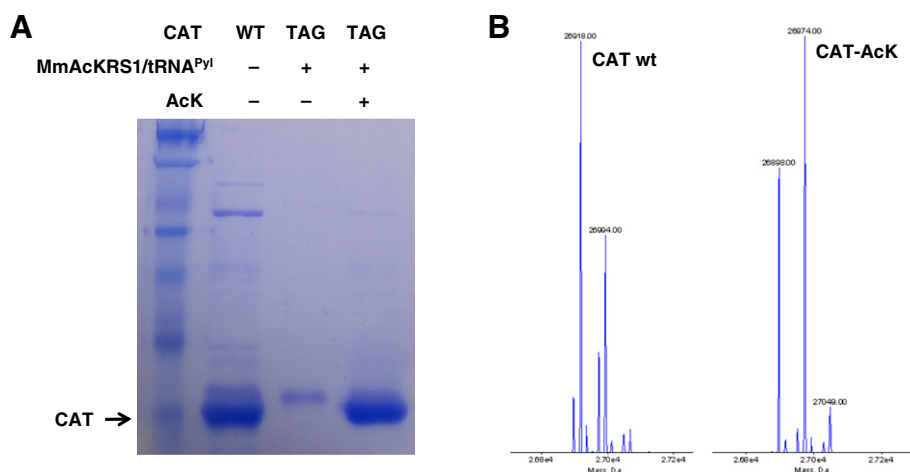 A
CAT WT TAG TAG
MmAcKRS1/tRNAPyl – + +
AcK – – +
CAT
B
26918.00
CAT wt
26994.00
2.68e4 2.70e4 2.72e4
Mass, Da
26974.00
CAT-AcK
26898.00
27049.00
2.68e4 2.70e4 2.72e4
Mass, Da